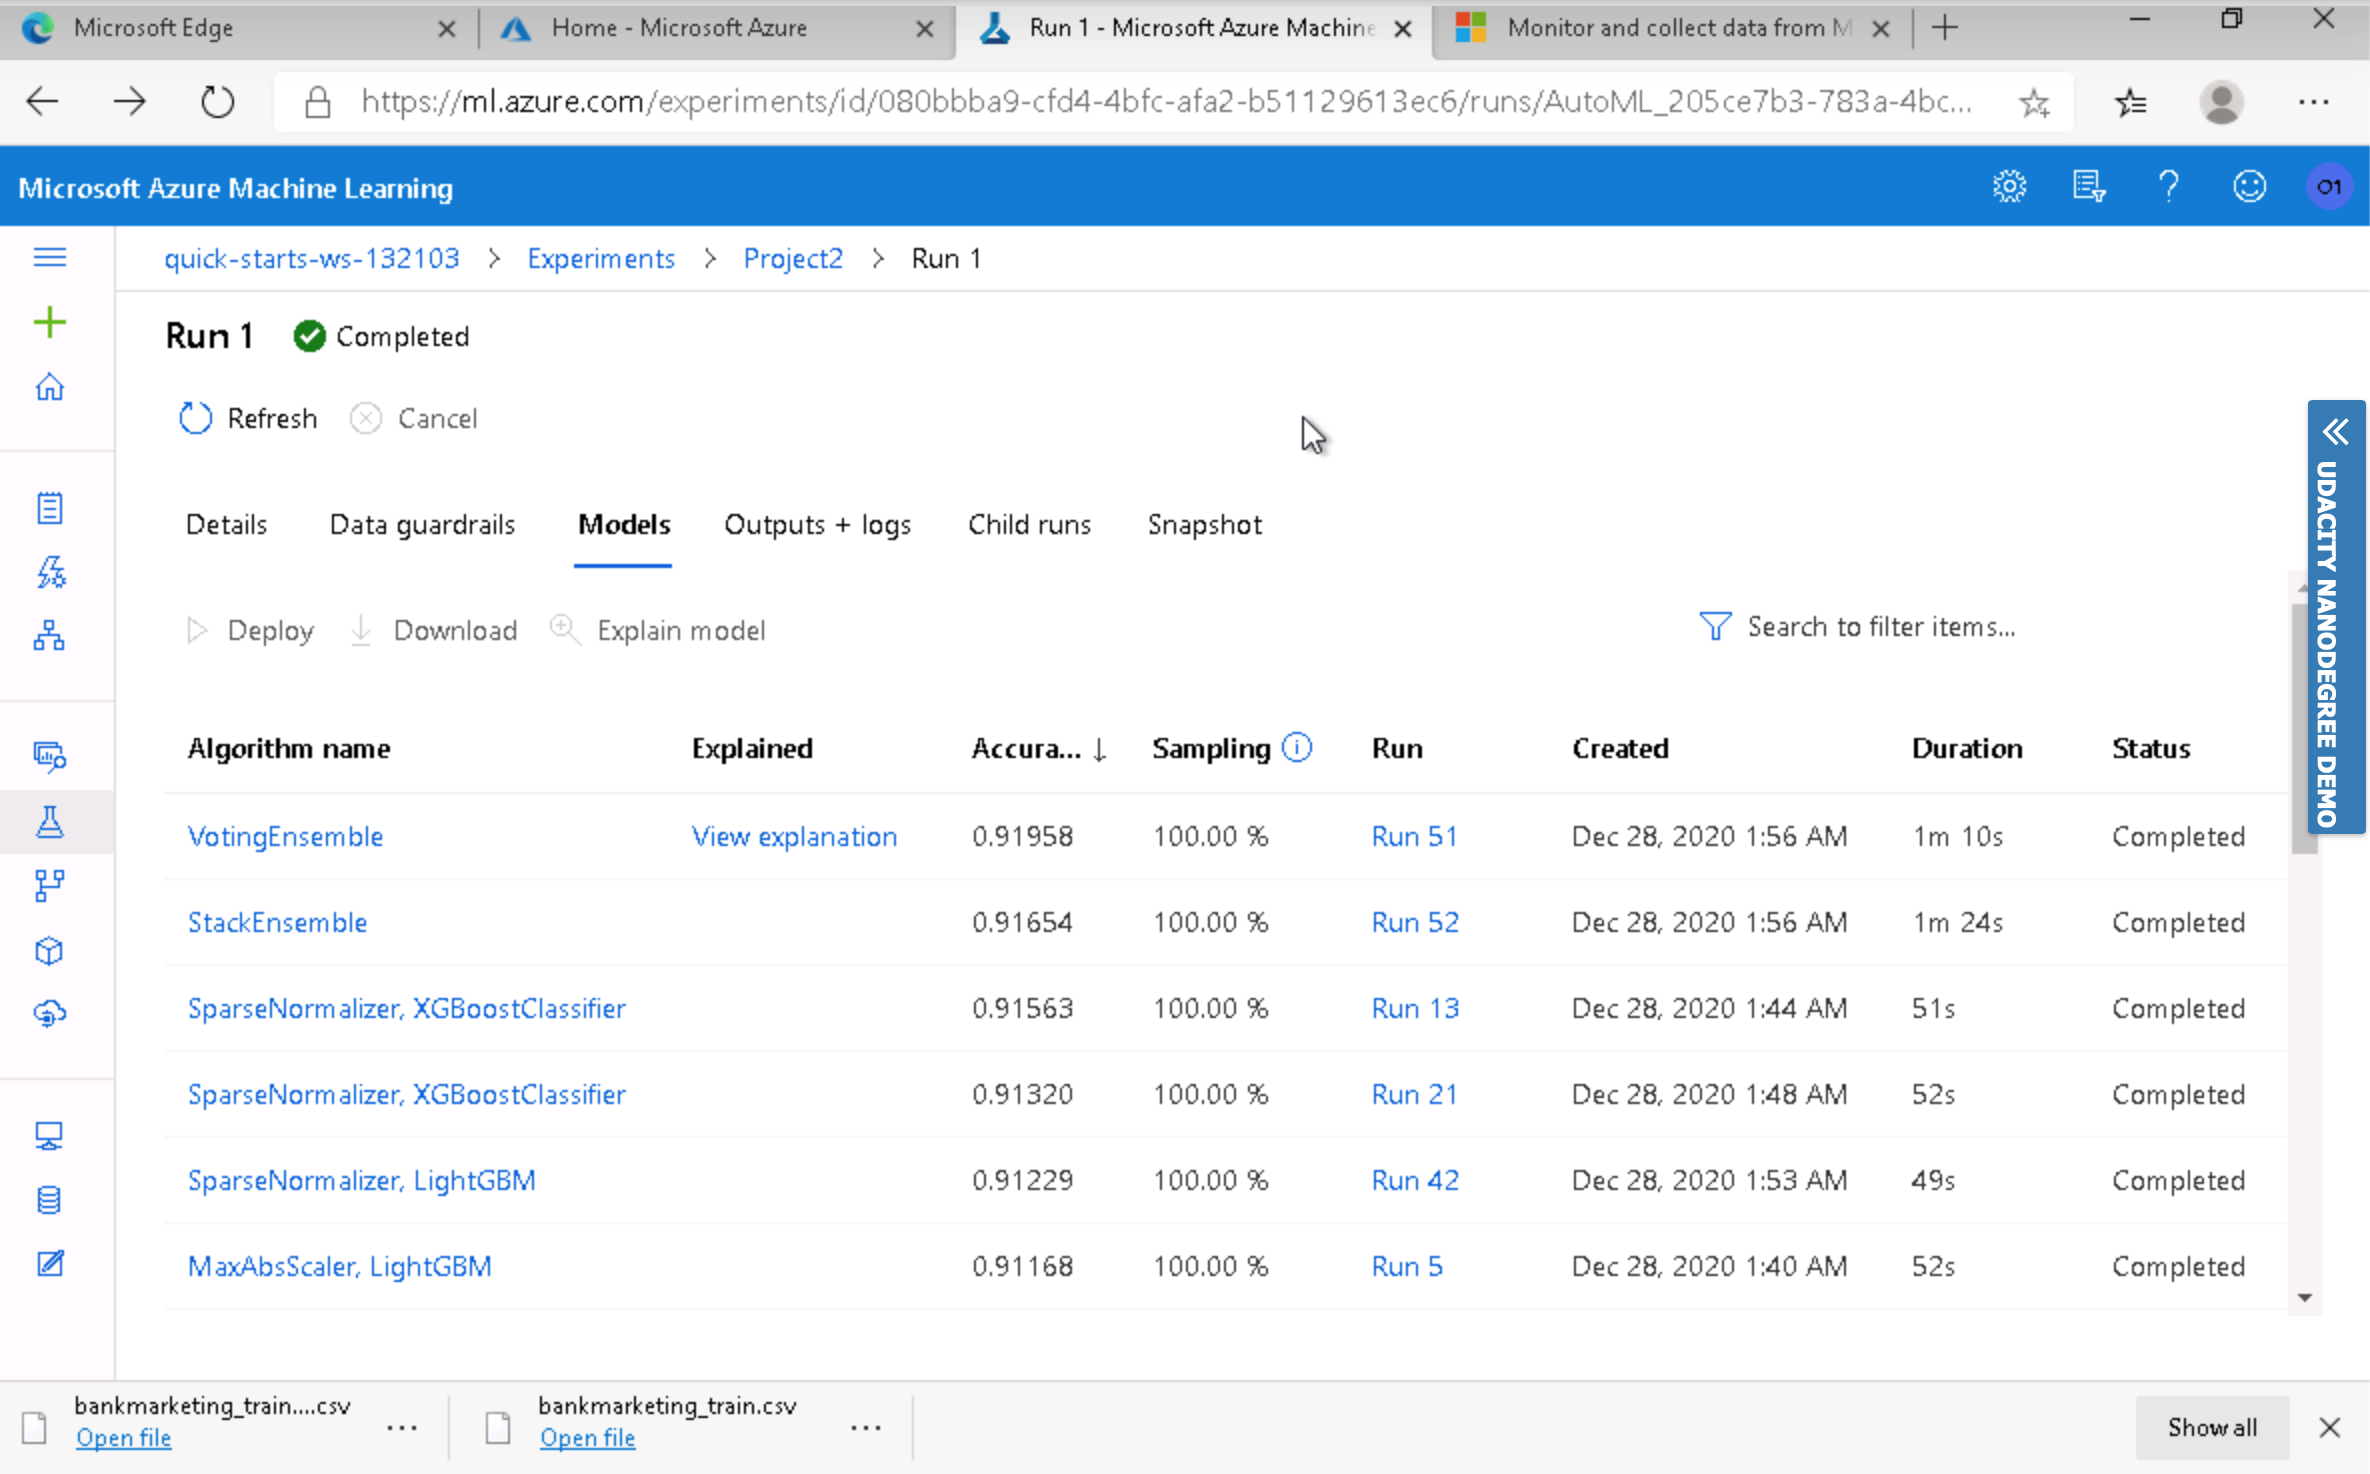 Microsoft Edge
Home - Microsoft Azure
Run 1 - Microsoft Azure Machine
Monitor and collect data from M
https://ml.azure.com/experiments/id/080bbba9-cfd4-4bfc-afa2-b51129613ec6/runs/AutoML_205ce7b3-783a-4bc...
Microsoft Azure Machine Learning
O1
quick-starts-ws-132103 > Experiments > Project2 > Run 1
Run 1 Completed
Refresh Cancel
Details Data guardrails Models Outputs + logs Child runs Snapshot
Deploy Download Explain model Search to filter items...
Algorithm name Explained Accura... ↓ Sampling Run Created Duration Status
VotingEnsemble View explanation 0.91958 100.00 % Run 51 Dec 28, 2020 1:56 AM 1m 10s Completed
StackEnsemble 0.91654 100.00 % Run 52 Dec 28, 2020 1:56 AM 1m 24s Completed
SparseNormalizer, XGBoostClassifier 0.91563 100.00 % Run 13 Dec 28, 2020 1:44 AM 51s Completed
SparseNormalizer, XGBoostClassifier 0.91320 100.00 % Run 21 Dec 28, 2020 1:48 AM 52s Completed
SparseNormalizer, LightGBM 0.91229 100.00 % Run 42 Dec 28, 2020 1:53 AM 49s Completed
MaxAbsScaler, LightGBM 0.91168 100.00 % Run 5 Dec 28, 2020 1:40 AM 52s Completed
UDACITY NANODEGREE DEMO
bankmarketing_train....csv
Open file
bankmarketing_train.csv
Open file
Show all